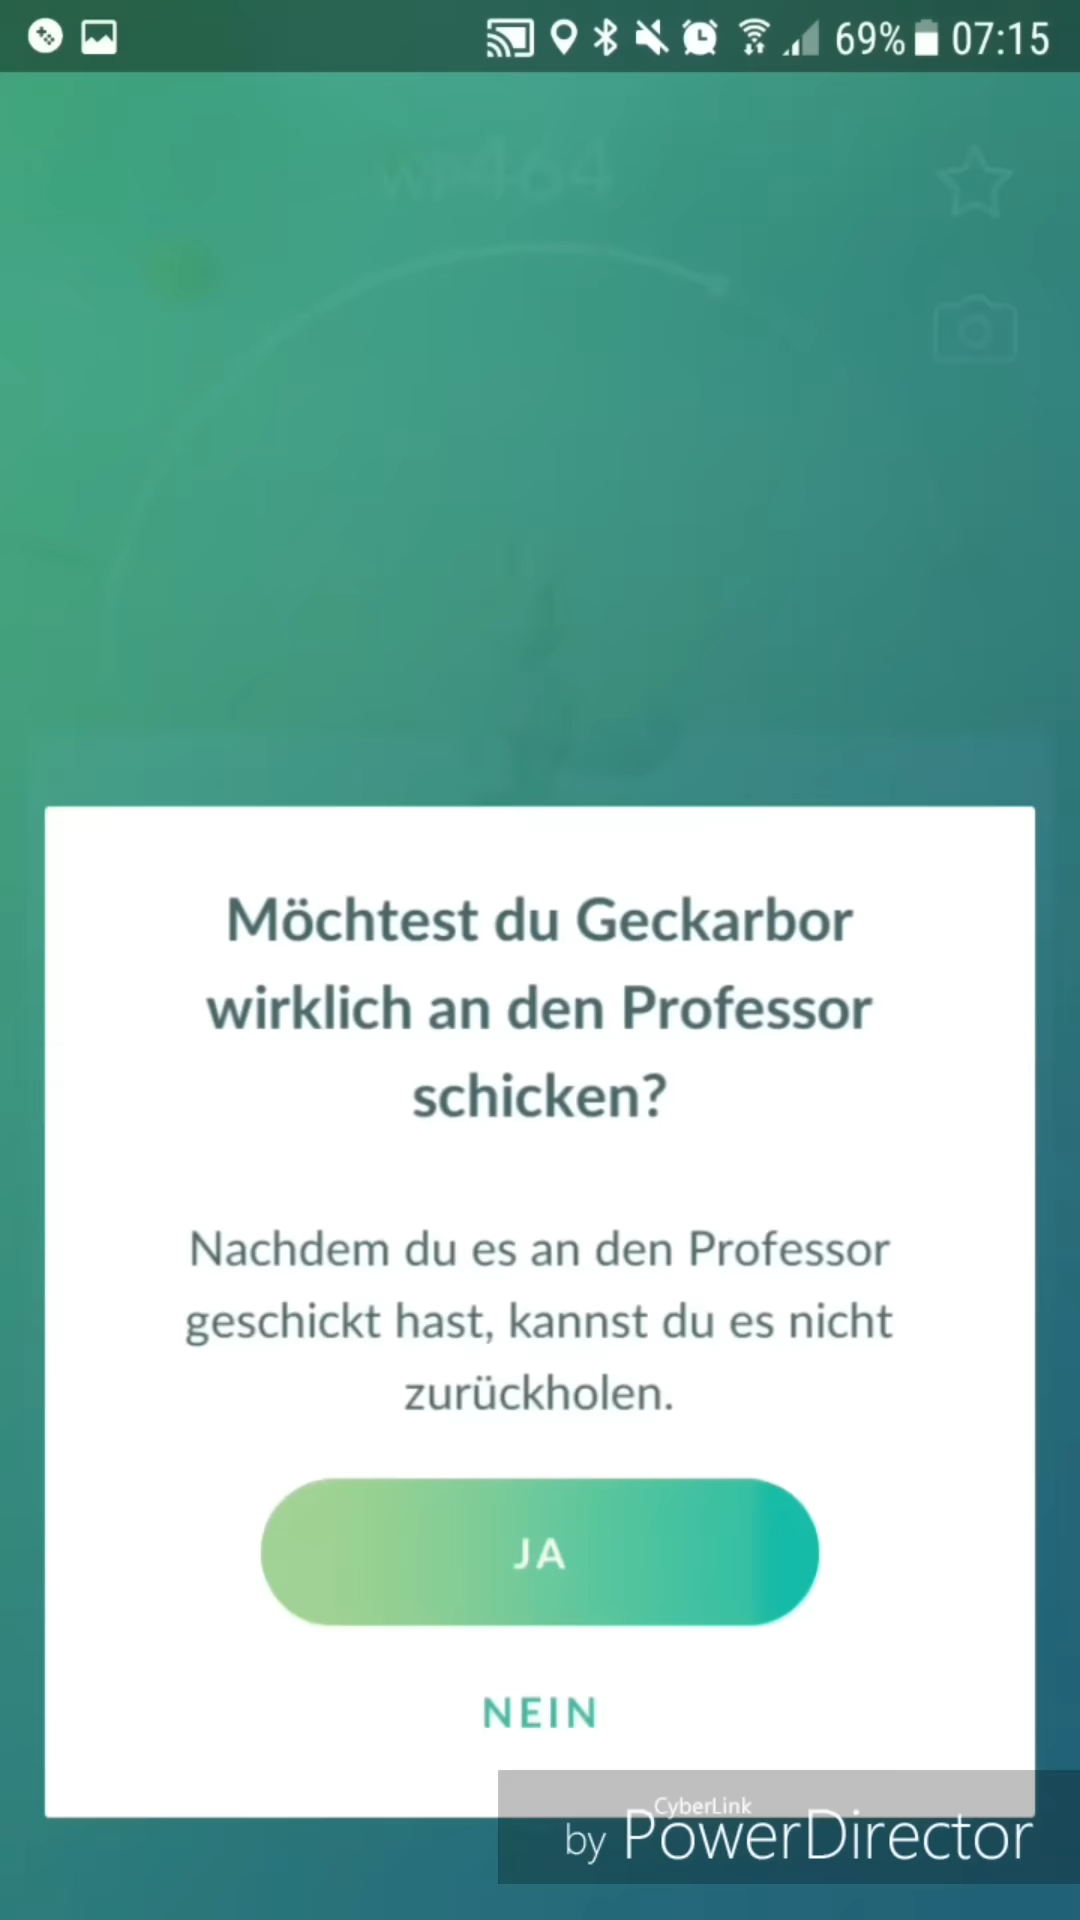 69% 07:15
WP464
Möchtest du Geckarbor
wirklich an den Professor
schicken?
Nachdem du es an den Professor
geschickt hast, kannst du es nicht
zurückholen.
JA
NEIN
CyberLink
by PowerDirector